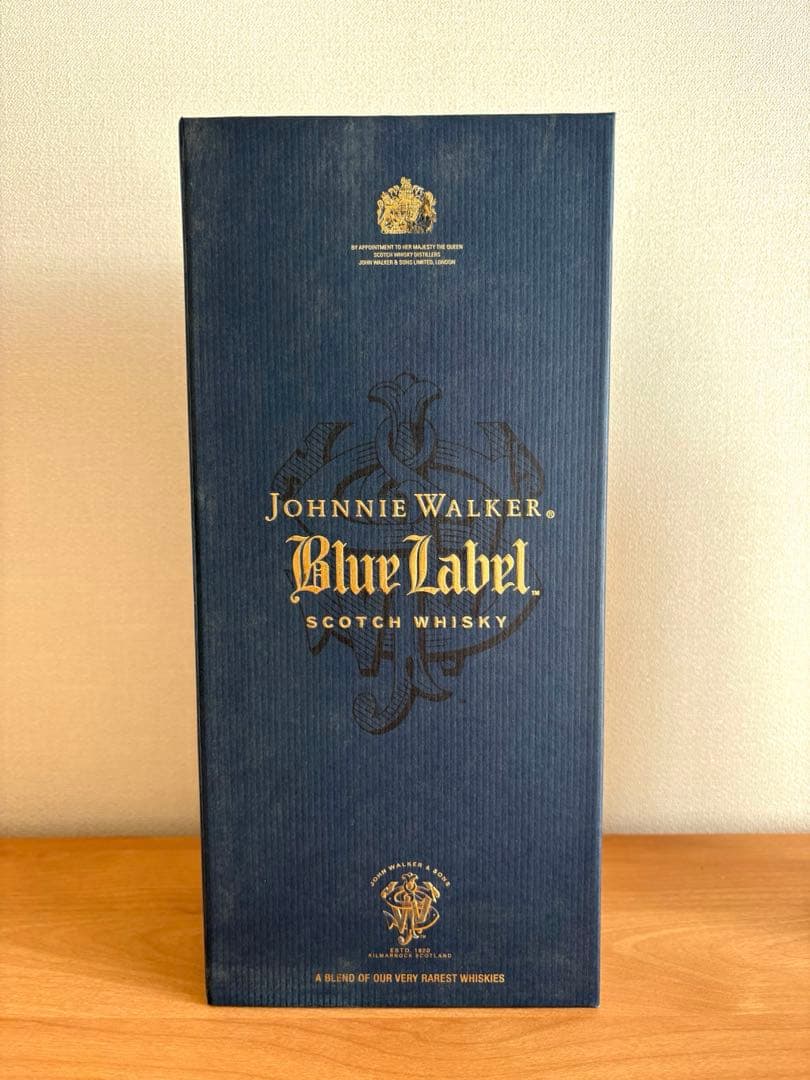 BY APPOINTMENT TO HER MAJESTY THE QUEEN
SCOTCH WHISKY DISTILLERS
JOHN WALKER & SONS LIMITED, LONDON
JOHNNIE WALKER®
Blue Label™
SCOTCH WHISKY
JOHN WALKER & SONS
ESTD. 1820
KILMARNOCK SCOTLAND
A BLEND OF OUR VERY RAREST WHISKIES